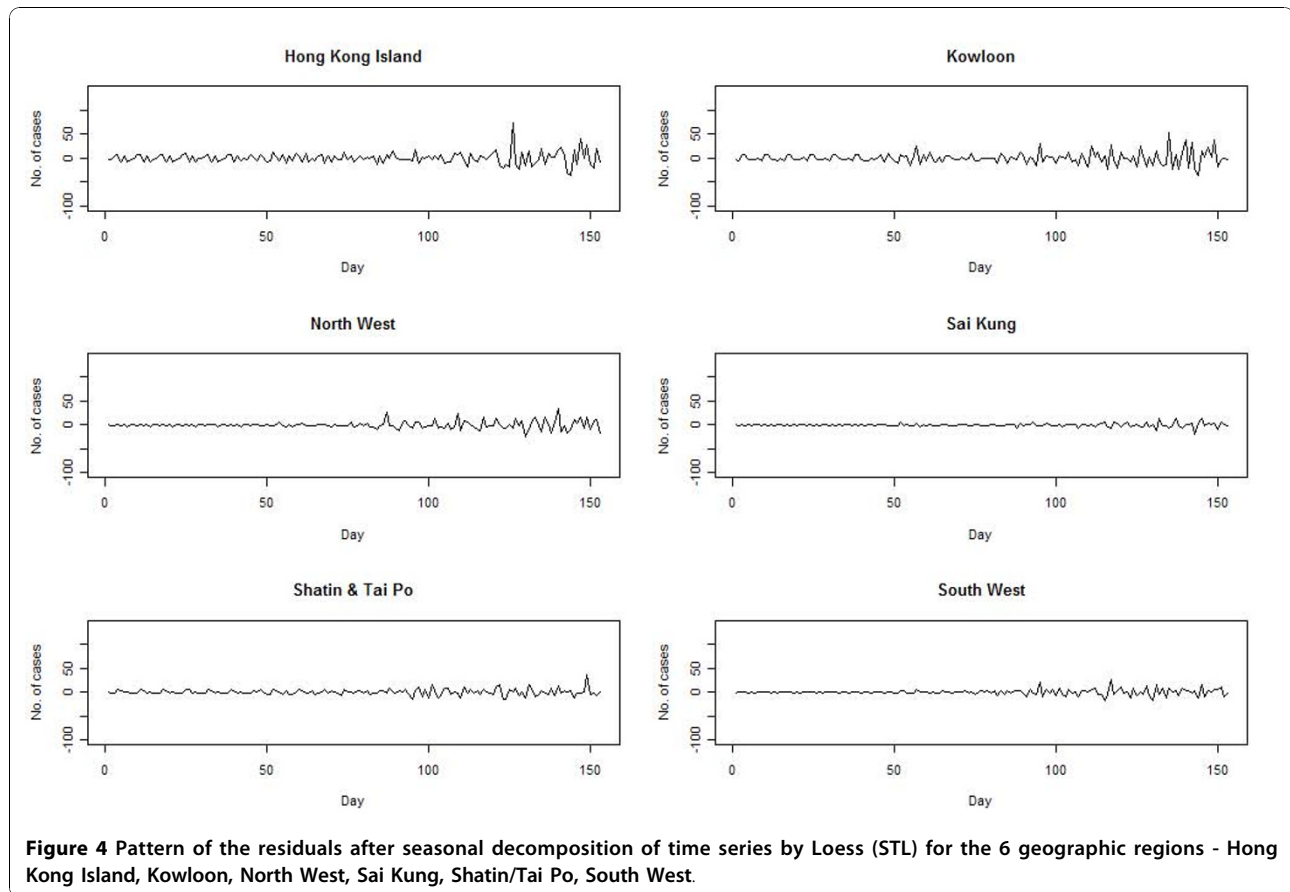 Hong Kong Island
No. of cases
50
0
-100
0 50 100 150
Day
Kowloon
No. of cases
50
0
-100
0 50 100 150
Day
North West
No. of cases
50
0
-100
0 50 100 150
Day
Sai Kung
No. of cases
50
0
-100
0 50 100 150
Day
Shatin & Tai Po
No. of cases
50
0
-100
0 50 100 150
Day
South West
No. of cases
50
0
-100
0 50 100 150
Day
Figure 4 Pattern of the residuals after seasonal decomposition of time series by Loess (STL) for the 6 geographic regions - Hong
Kong Island, Kowloon, North West, Sai Kung, Shatin/Tai Po, South West.